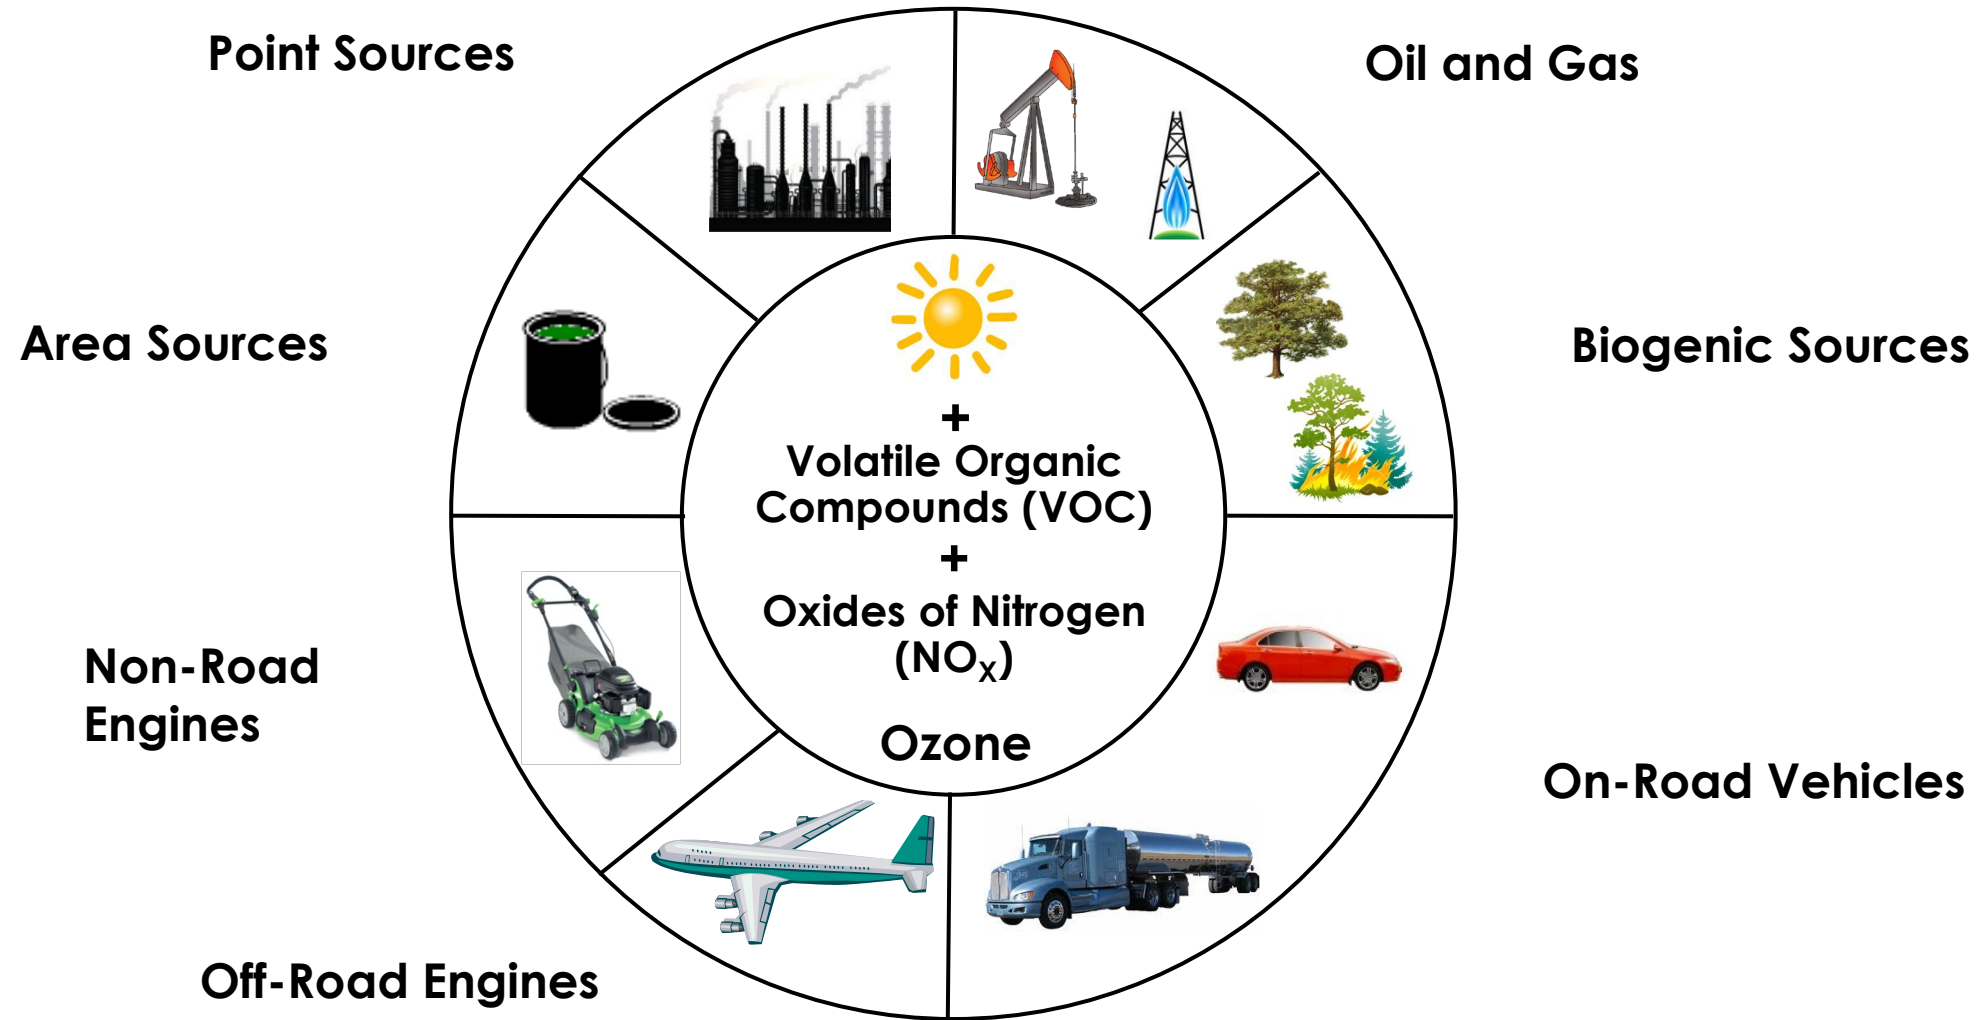 Point Sources
Oil and Gas
Area Sources
Biogenic Sources
+
Volatile Organic
Compounds (VOC)
+
Oxides of Nitrogen
(NOX)
Ozone
Non-Road
Engines
On-Road Vehicles
Off-Road Engines